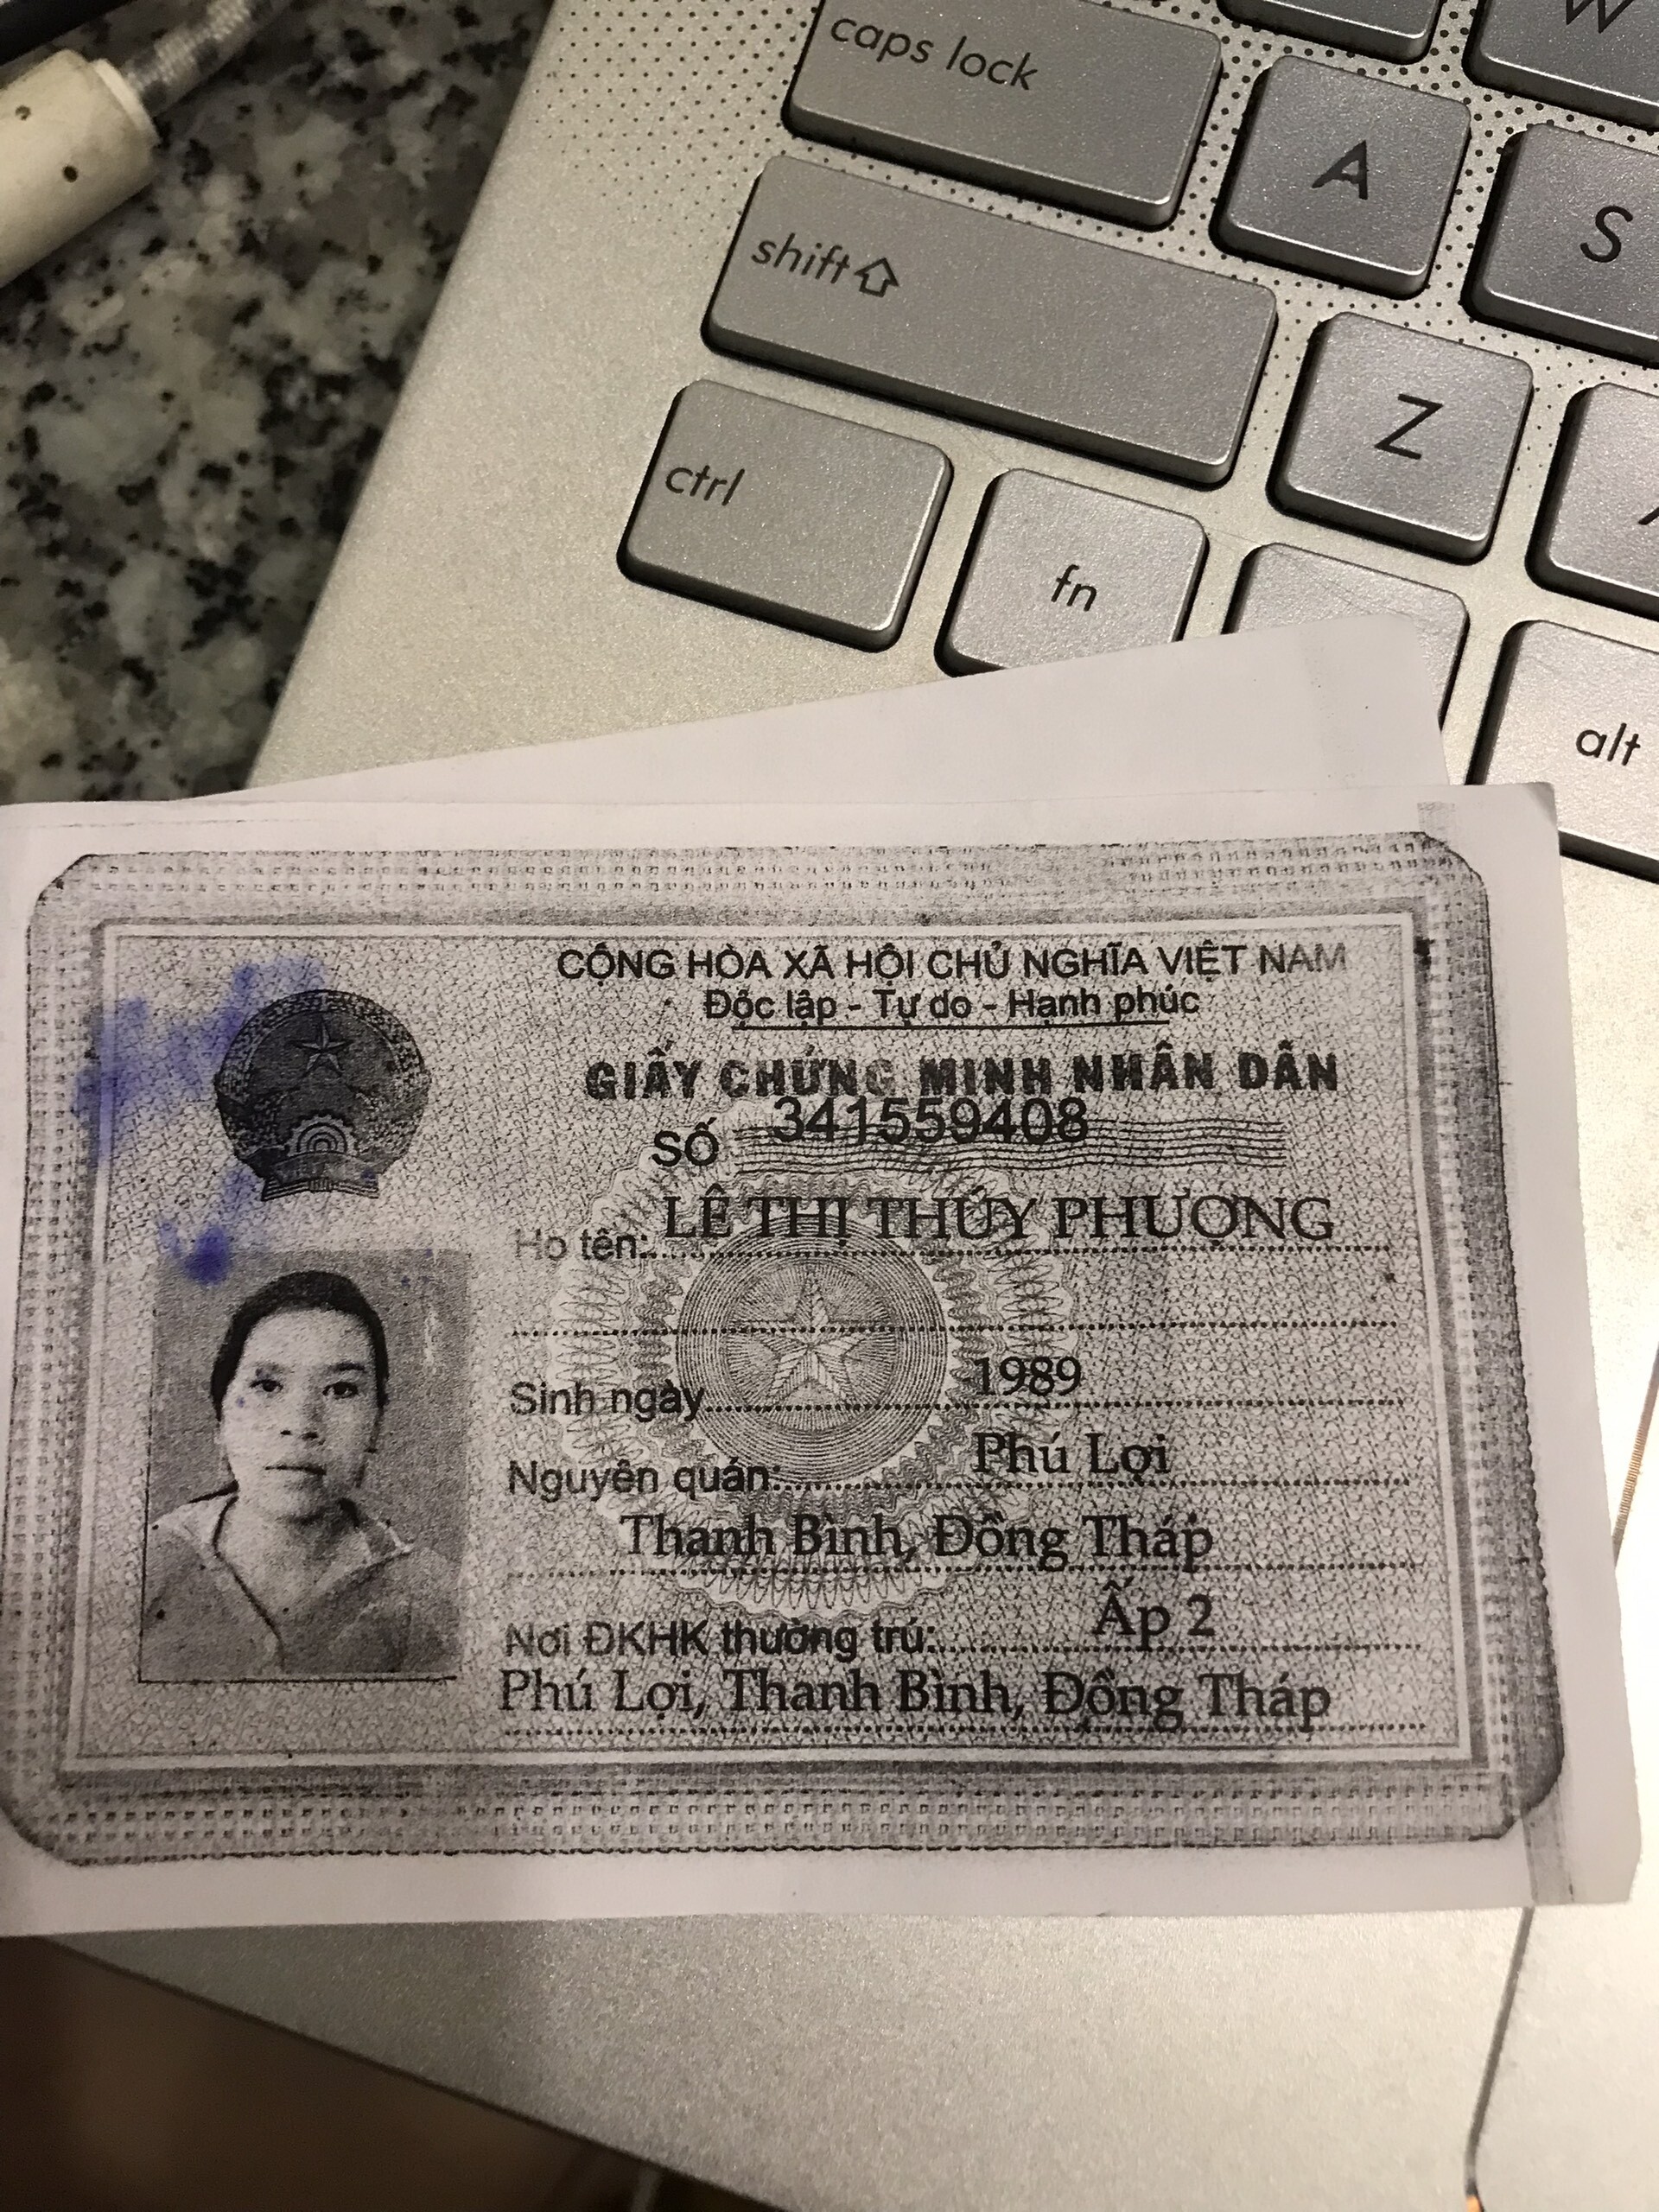 caps lock
W
A
S
shift
Z
ctrl
fn
alt
CỘNG HÒA XÃ HỘI CHỦ NGHĨA VIỆT NAM
Độc lập - Tự do - Hạnh phúc
GIẤY CHỨNG MINH NHÂN DÂN
SỐ 341559408
Họ tên: LÊ THỊ THÚY PHƯƠNG
Sinh ngày 1989
Nguyên quán: Phú Lợi
Thanh Bình, Đồng Tháp
Nơi ĐKHK thường trú: Ấp 2
Phú Lợi, Thanh Bình, Đồng Tháp